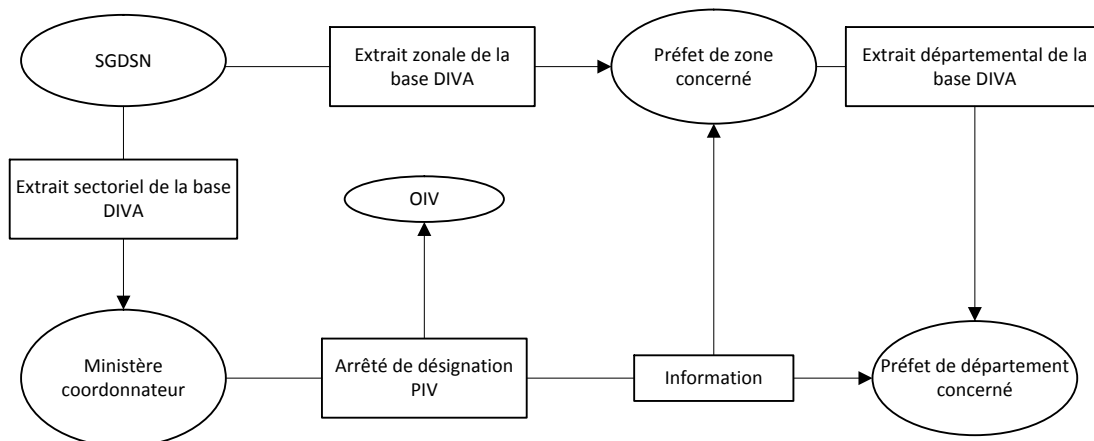 SGDSN
Extrait zonale de la
base DIVA
Préfet de zone
concerné
Extrait départemental de la
base DIVA
Extrait sectoriel de la base
DIVA
OIV
Ministère
coordonnateur
Arrêté de désignation
PIV
Information
Préfet de département
concerné